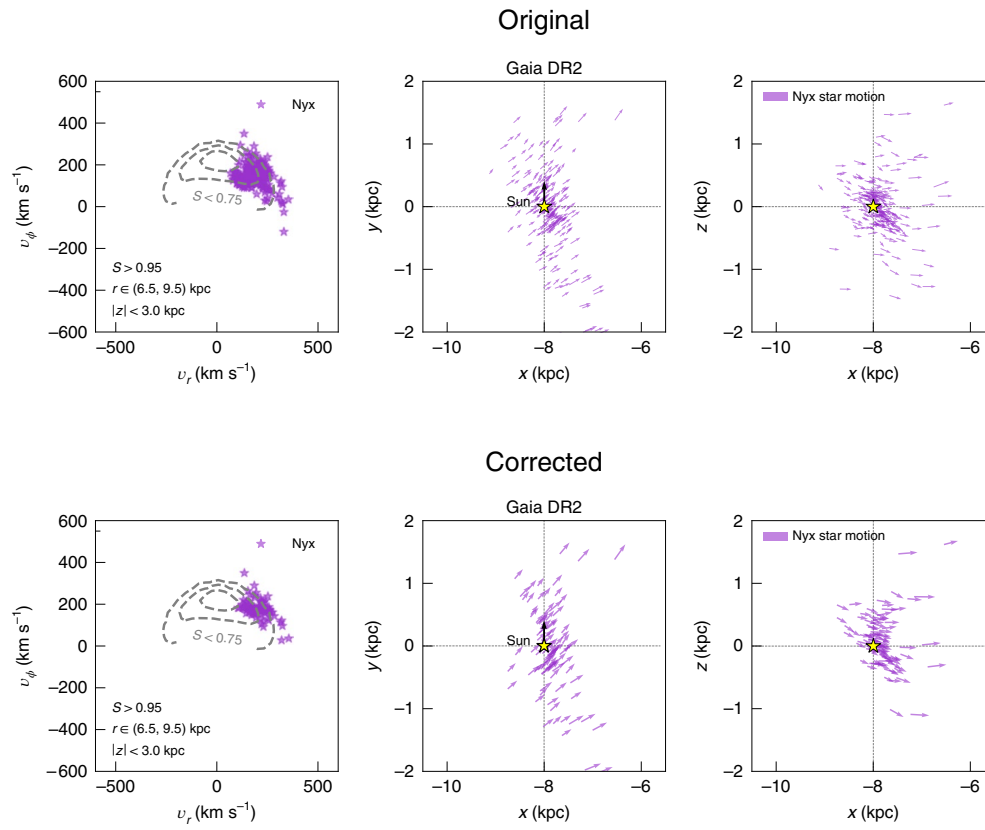 Original
Gaia DR2
600
400
200
0
−200
−400
−600
−500
0
500
υϕ (km s−1)
υr (km s−1)
Nyx
S < 0.75
S > 0.95
r ∈ (6.5, 9.5) kpc
|z| < 3.0 kpc
2
1
0
−1
−2
−10
−8
−6
y (kpc)
x (kpc)
Sun
2
1
0
−1
−2
−10
−8
−6
z (kpc)
x (kpc)
Nyx star motion
Corrected
Gaia DR2
600
400
200
0
−200
−400
−600
−500
0
500
υϕ (km s−1)
υr (km s−1)
Nyx
S < 0.75
S > 0.95
r ∈ (6.5, 9.5) kpc
|z| < 3.0 kpc
2
1
0
−1
−2
−10
−8
−6
y (kpc)
x (kpc)
Sun
2
1
0
−1
−2
−10
−8
−6
z (kpc)
x (kpc)
Nyx star motion